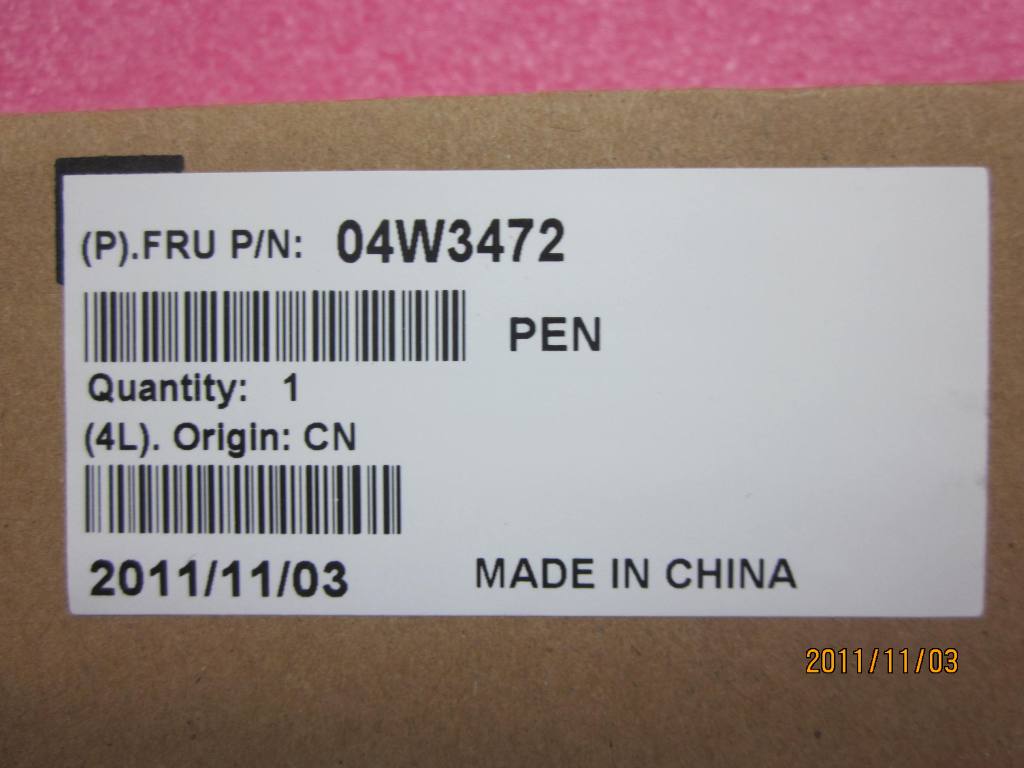 (P).FRU P/N: 04W3472
PEN
Quantity: 1
(4L). Origin: CN
2011/11/03 MADE IN CHINA
2011/11/03